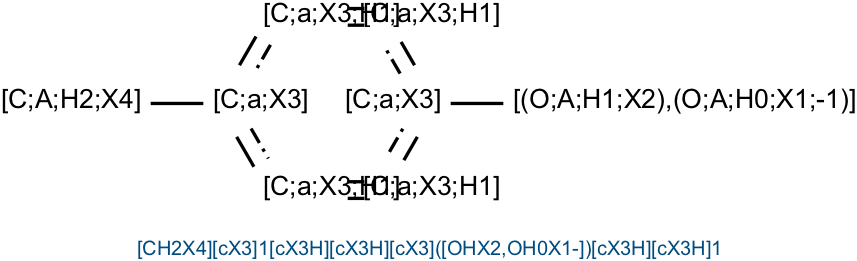 [C;a;X3;H1] [C;a;X3;H1]
[C;A;H2;X4] [C;a;X3] [C;a;X3] [(O;A;H1;X2),(O;A;H0;X1;-1)]
[C;a;X3;H1] [C;a;X3;H1]
[CH2X4][cX3]1[cX3H][cX3H][cX3]([OHX2,OH0X1-])[cX3H][cX3H]1